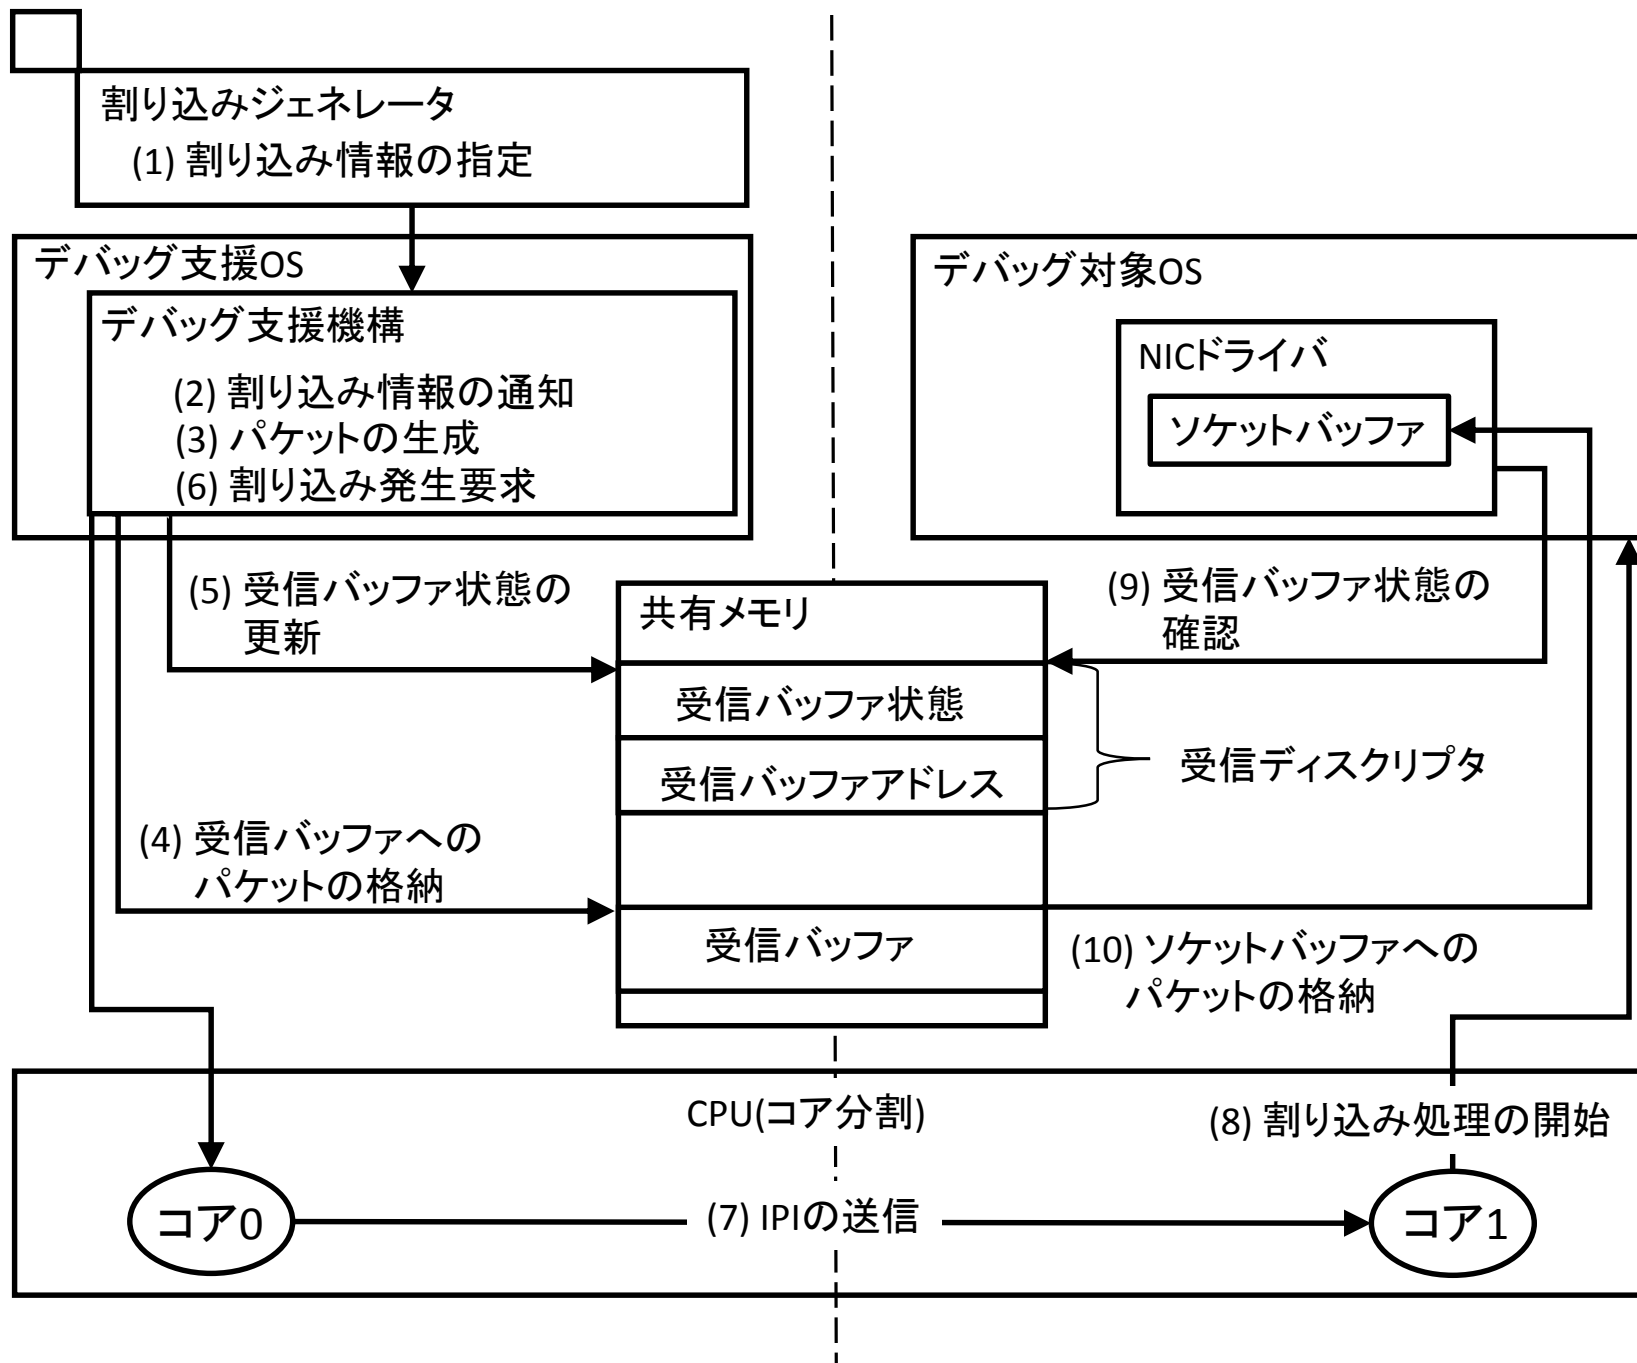 割り込みジェネレータ
(1) 割り込み情報の指定
デバッグ支援OS
デバッグ支援機構
(2) 割り込み情報の通知
(3) パケットの生成
(6) 割り込み発生要求
デバッグ対象OS
NICドライバ
ソケットバッファ
(5) 受信バッファ状態の
更新
共有メモリ
(9) 受信バッファ状態の
確認
受信バッファ状態
受信バッファアドレス
受信ディスクリプタ
(4) 受信バッファへの
パケットの格納
受信バッファ
(10) ソケットバッファへの
パケットの格納
CPU(コア分割)
(8) 割り込み処理の開始
コア0
(7) IPIの送信
コア1